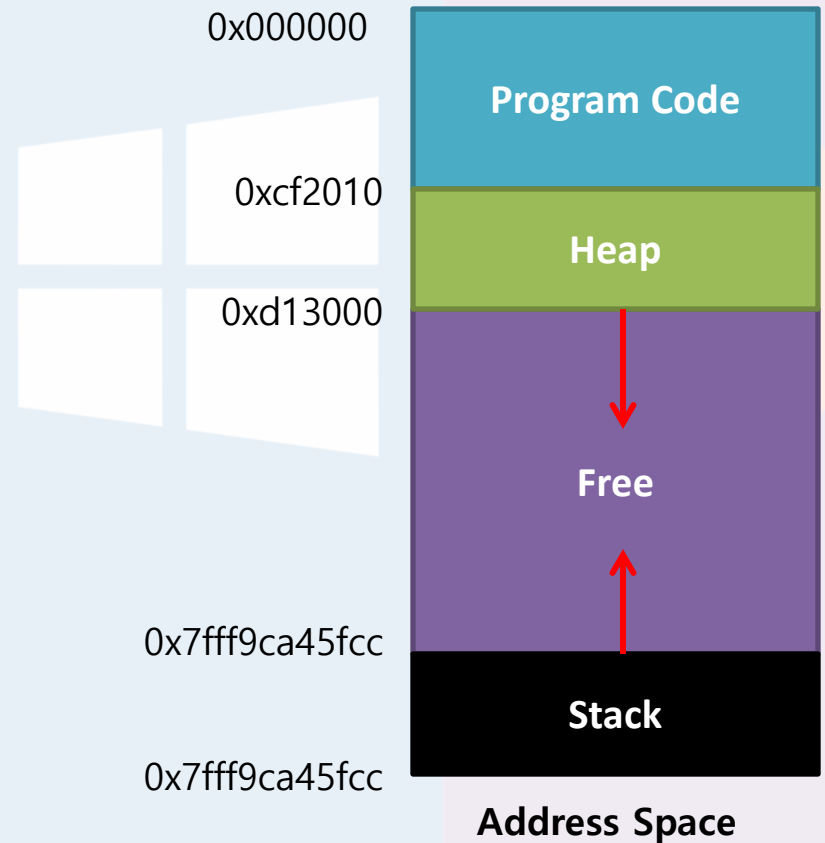 0x000000
Program Code
0xcf2010
Heap
0xd13000
Free
0x7fff9ca45fcc
Stack
0x7fff9ca45fcc
Address Space